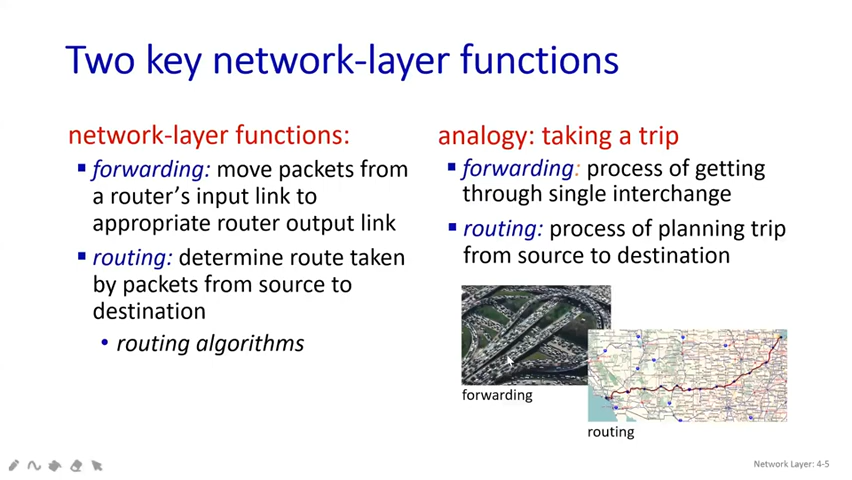 Two key network-layer functions
network-layer functions:
▪ forwarding: move packets from
a router's input link to
appropriate router output link
▪ routing: determine route taken
by packets from source to
destination
• routing algorithms
analogy: taking a trip
▪ forwarding: process of getting
through single interchange
▪ routing: process of planning trip
from source to destination
forwarding
routing
Network Layer: 4-5